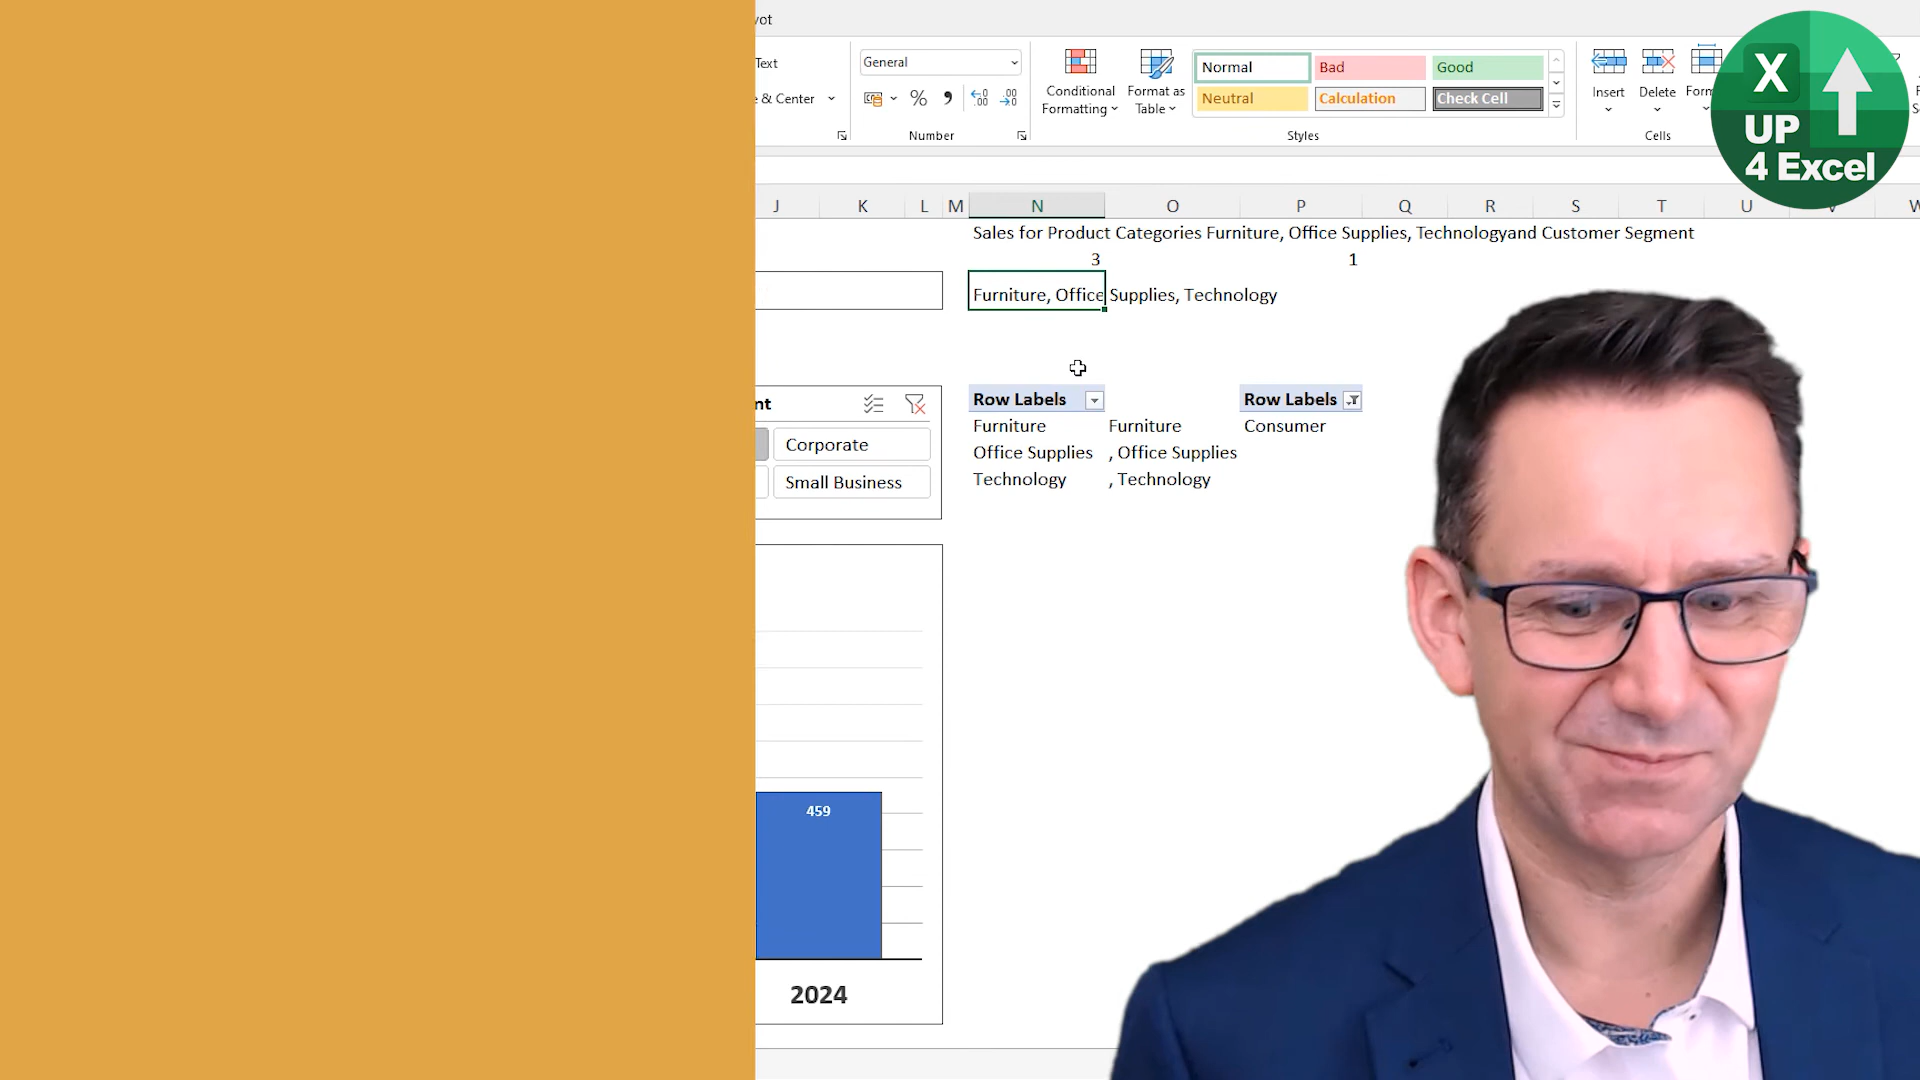 vot
Text
e & Center
General
%
Number
Conditional
Formatting
Format as
Table
Normal
Bad
Good
Neutral
Calculation
Check Cell
Styles
Insert
Delete
Form
Cells
X
UP
4 Excel
J K L M N O P Q R S T U V W
Sales for Product Categories Furniture, Office Supplies, Technologyand Customer Segment
3 1
Furniture, Office Supplies, Technology
nt
Corporate
Small Business
Row Labels
Row Labels
Furniture Furniture Consumer
Office Supplies , Office Supplies
Technology , Technology
459
2024